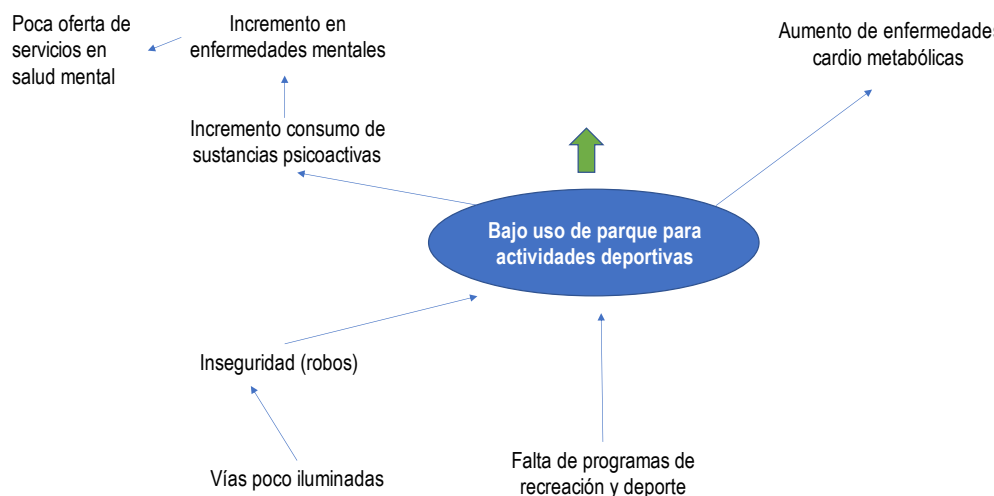 Poca oferta de
servicios en
salud mental
Incremento en
enfermedades mentales
Aumento de enfermedades
cardio metabólicas
Incremento consumo de
sustancias psicoactivas
Bajo uso de parque para
actividades deportivas
Inseguridad (robos)
Vías poco iluminadas
Falta de programas de
recreación y deporte